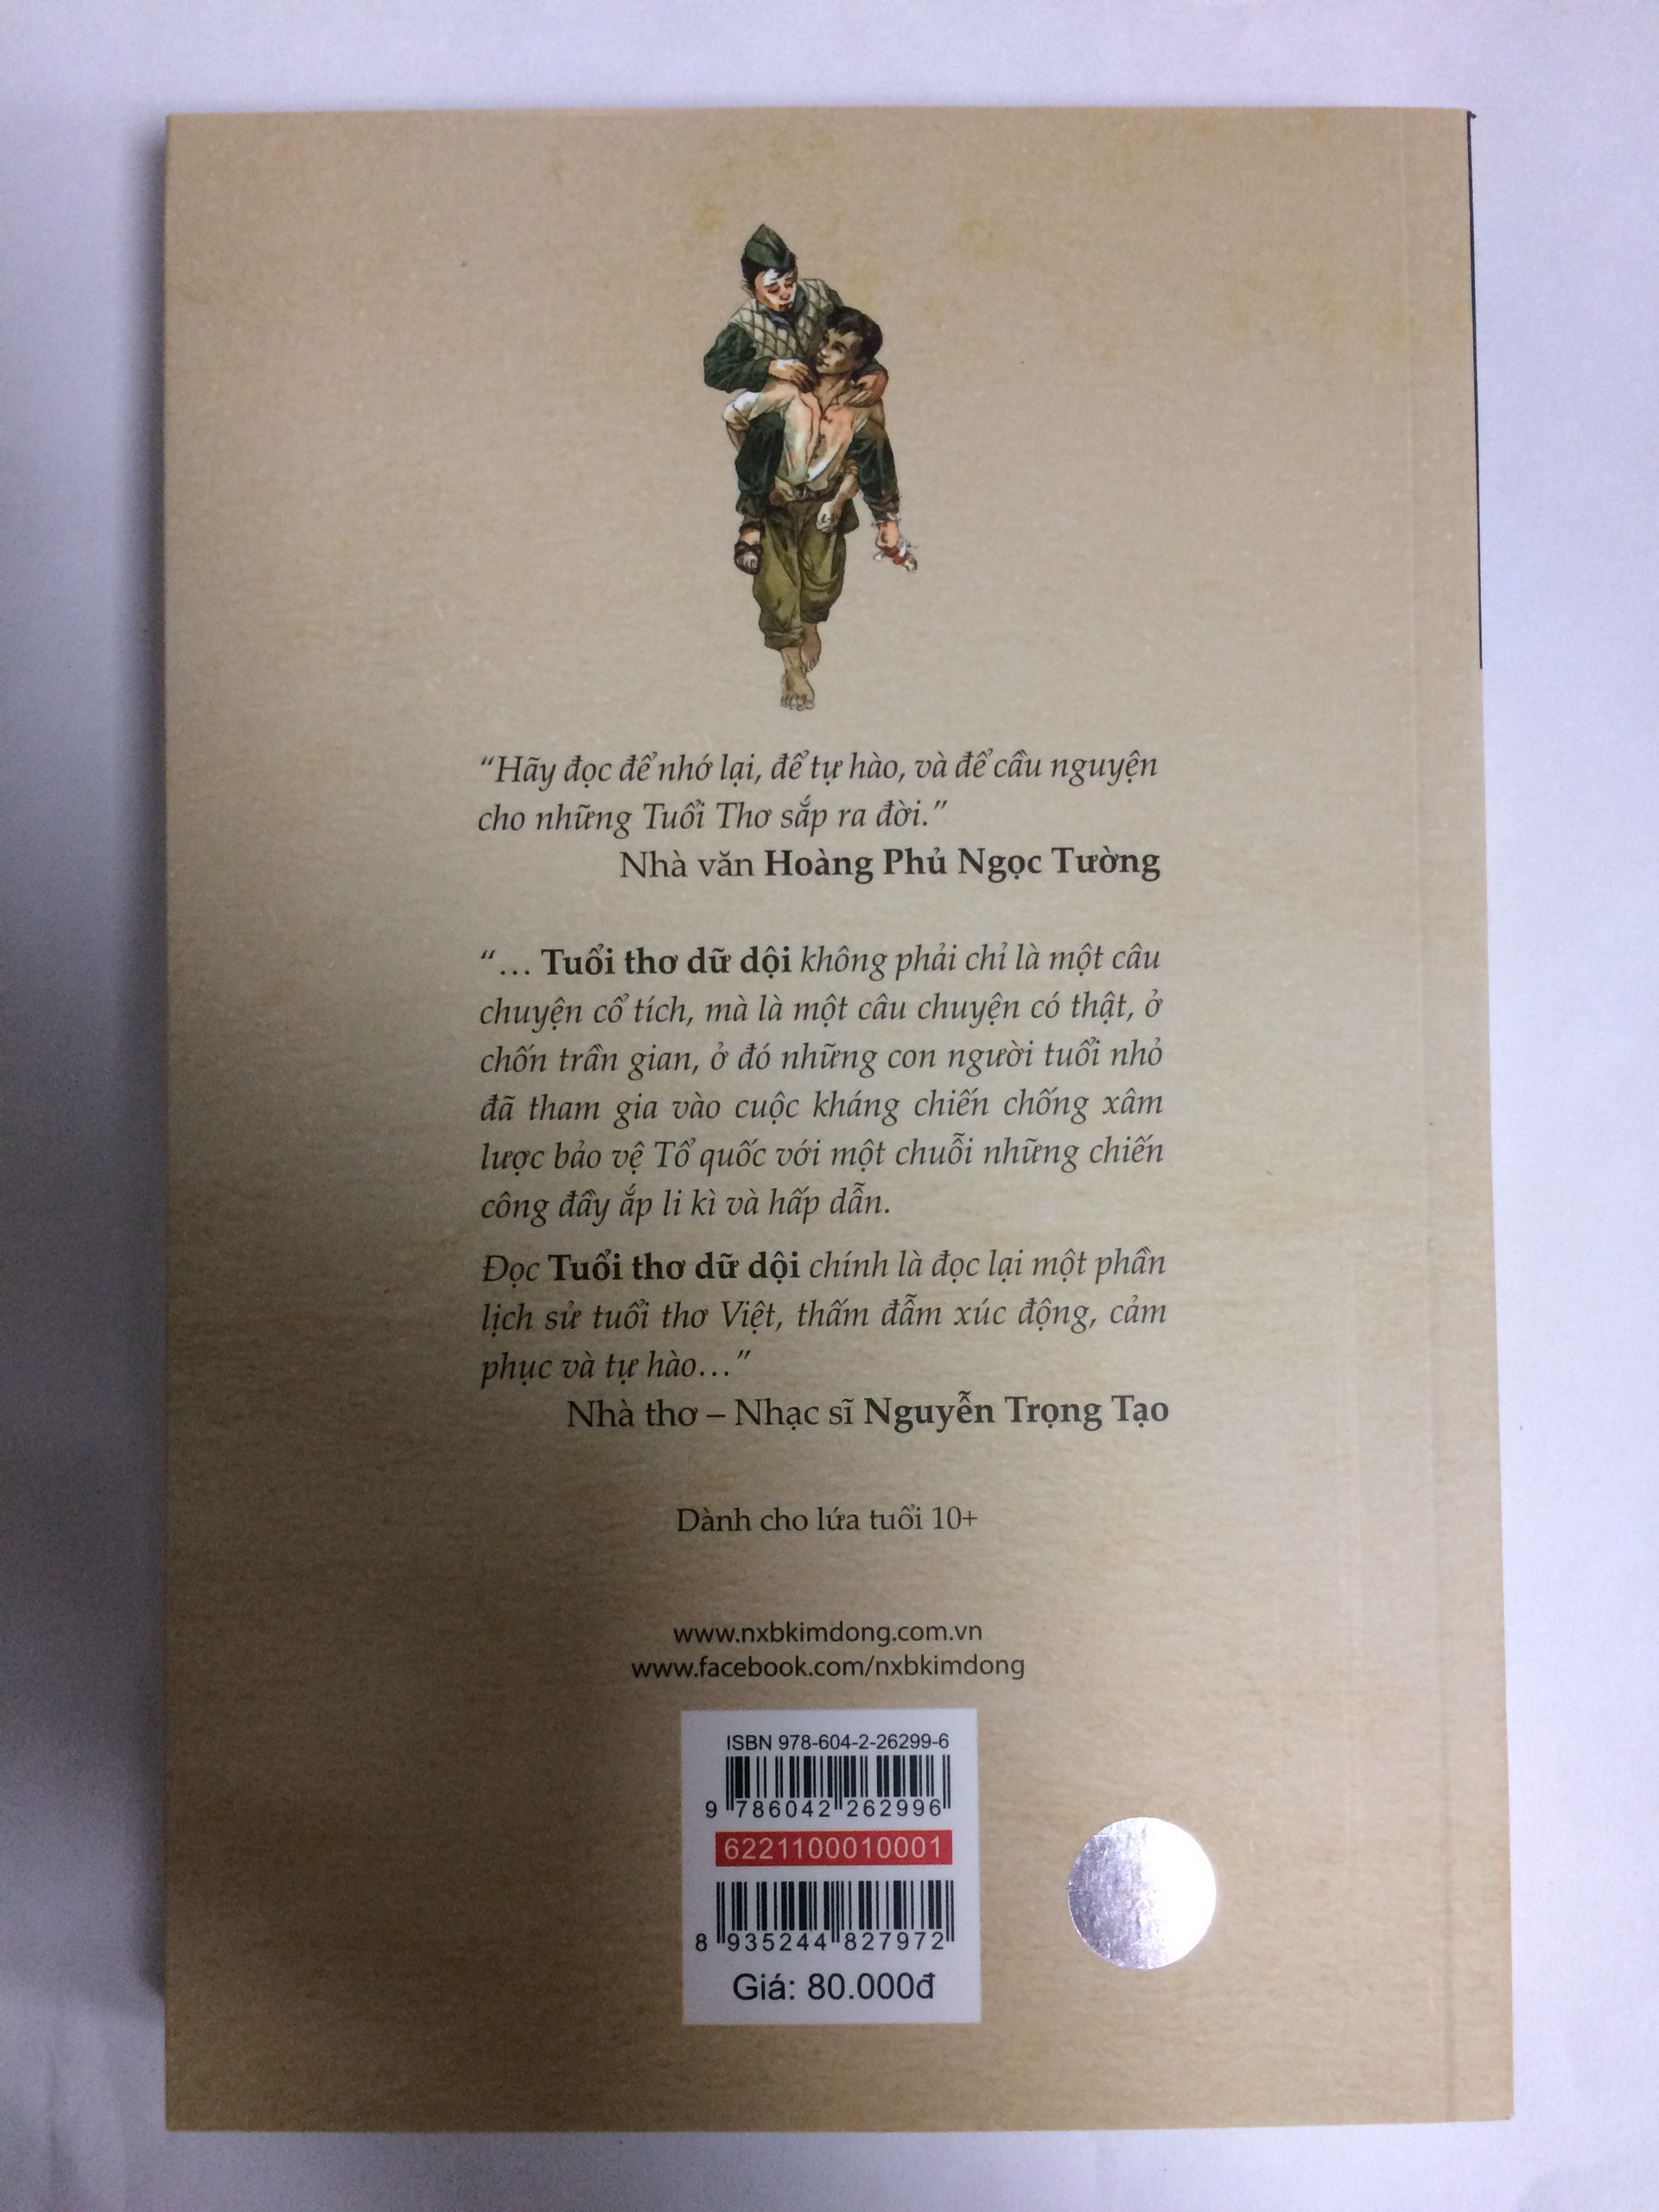 “Hãy đọc để nhớ lại, để tự hào, và để cầu nguyện
cho những Tuổi Thơ sắp ra đời.”
Nhà văn Hoàng Phủ Ngọc Tường
“… Tuổi thơ dữ dội không phải chỉ là một câu
chuyện cổ tích, mà là một câu chuyện có thật, ở
chốn trần gian, ở đó những con người tuổi nhỏ
đã tham gia vào cuộc kháng chiến chống xâm
lược bảo vệ Tổ quốc với một chuỗi những chiến
công đầy ắp li kì và hấp dẫn.
Đọc Tuổi thơ dữ dội chính là đọc lại một phần
lịch sử tuổi thơ Việt, thấm đẫm xúc động, cảm
phục và tự hào…”
Nhà thơ – Nhạc sĩ Nguyễn Trọng Tạo
Dành cho lứa tuổi 10+
www.nxbkimdong.com.vn
www.facebook.com/nxbkimdong
ISBN 978-604-2-26299-6
9 786042 262996
6221100010001
8 935244 827972
Giá: 80.000đ